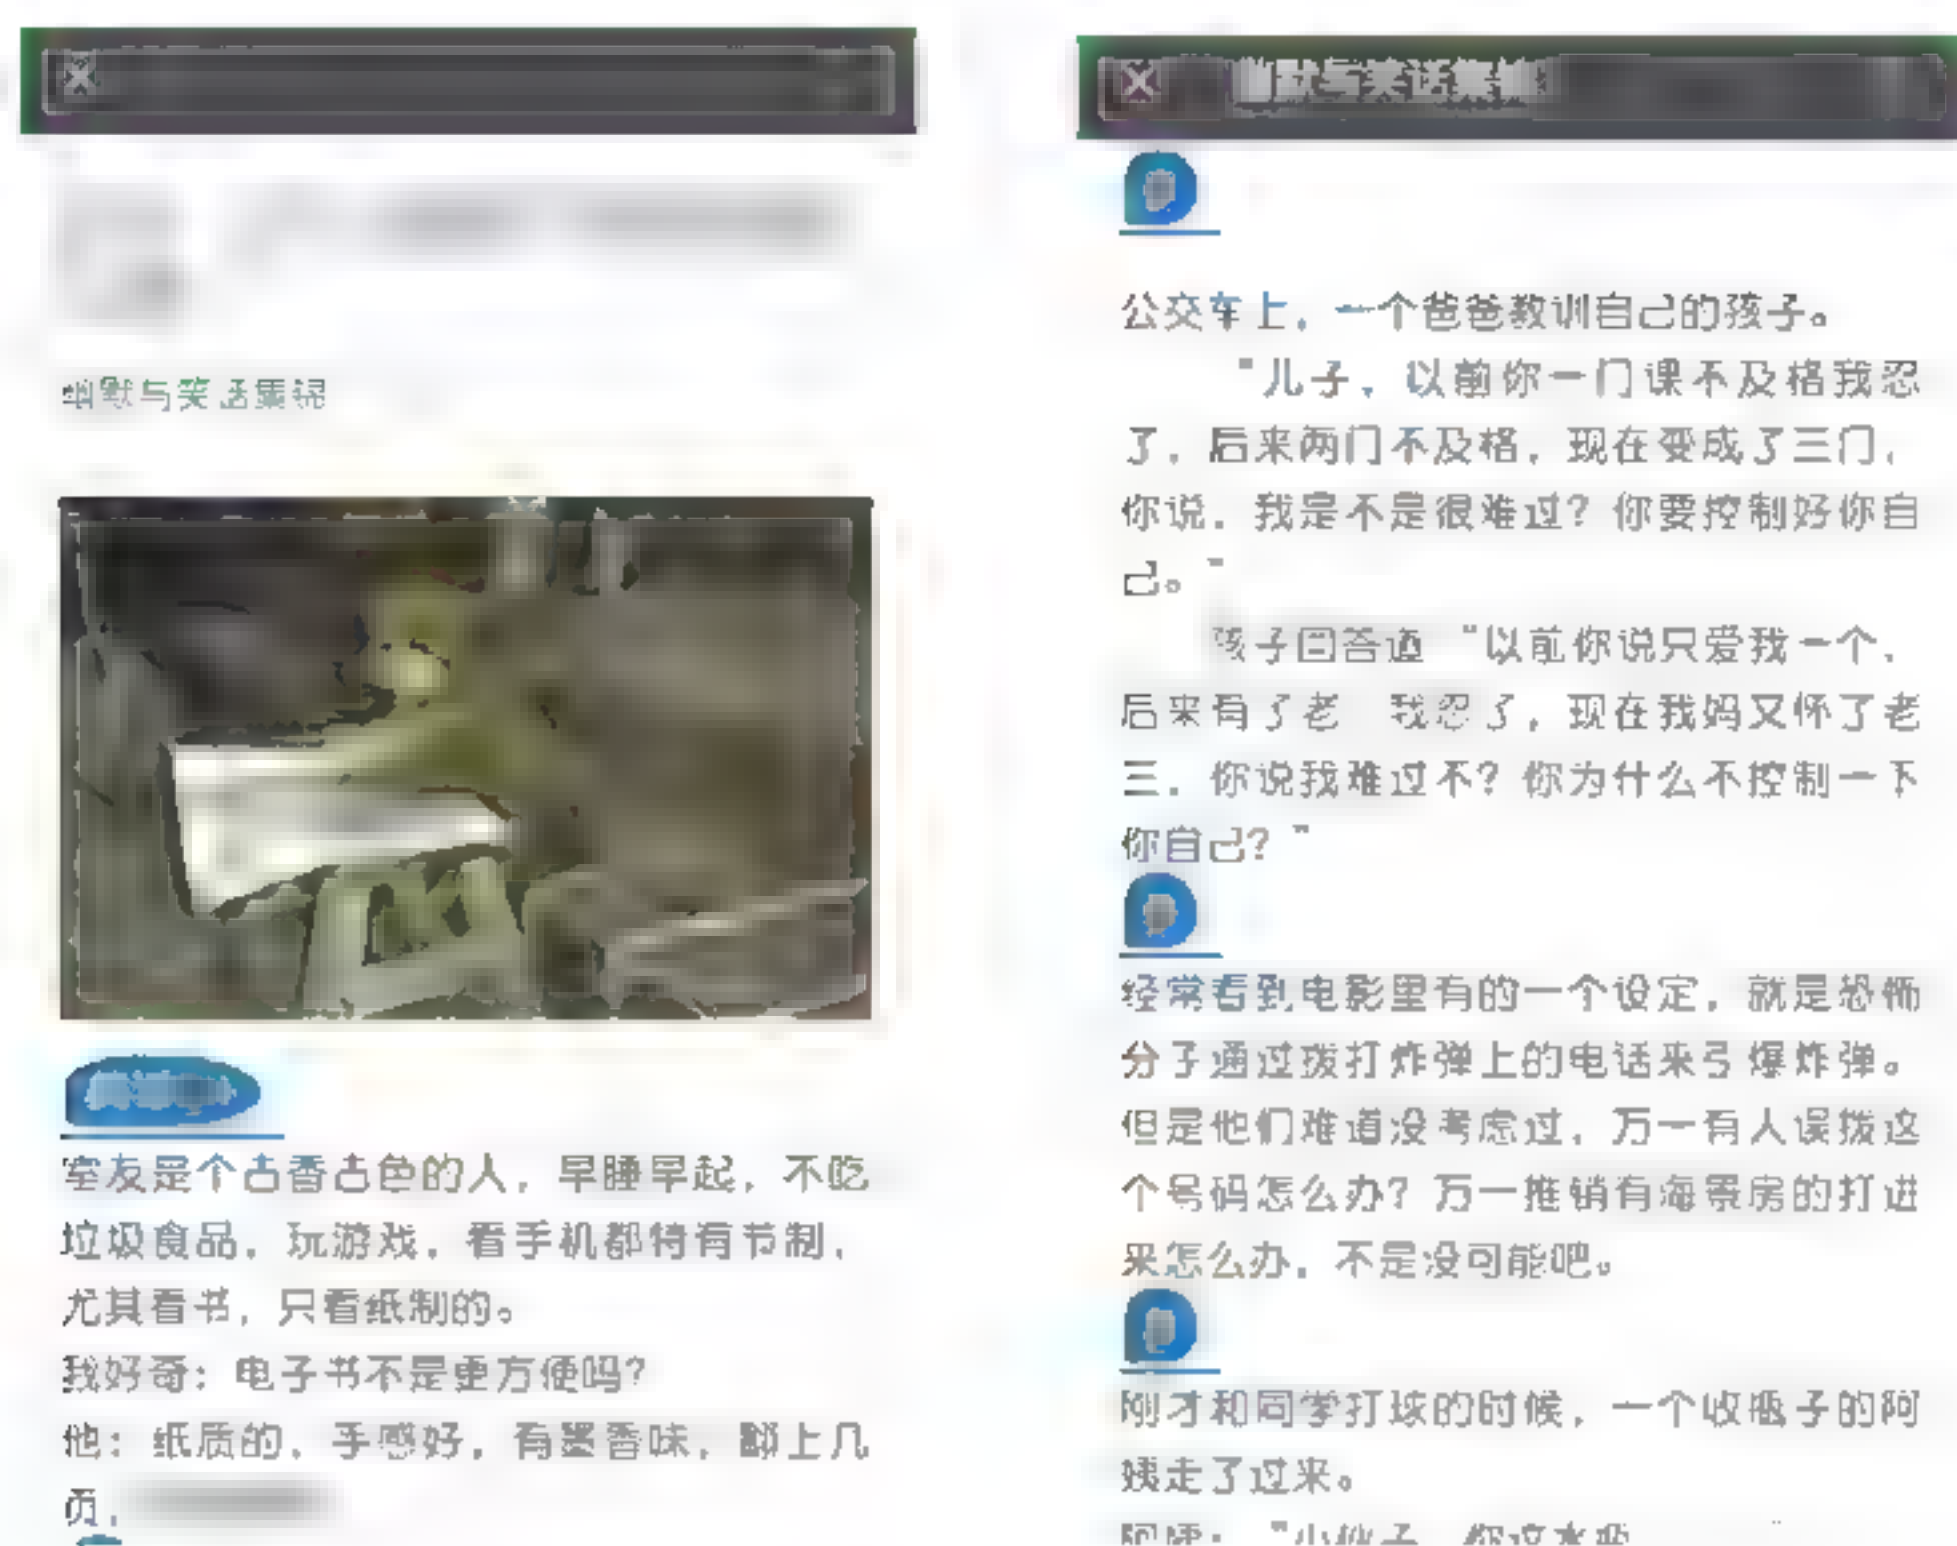 幽默与笑话集锦
室友是个古香古色的人，早睡早起，不吃
垃圾食品，玩游戏，看手机都特有节制，
尤其看书，只看纸制的。
我好奇：电子书不是更方便吗？
他：纸质的，手感好，有墨香味，翻上几
页，
与笑话集锦
公交车上，一个爸爸教训自己的孩子。
"儿子，以前你一门课不及格我忍
了，后来两门不及格，现在变成了三门，
你说，我是不是很难过？你要控制好你自
己。"
孩子回答道 "以前你说只爱我一个，
后来有了老 我忍了，现在我妈又怀了老
三，你说我难过不？你为什么不控制一下
你自己？"
经常看到电影里有的一个设定，就是恐怖
分子通过拨打炸弹上的电话来引爆炸弹。
但是他们难道没考虑过，万一有人误拨这
个号码怎么办？万一推销有海景房的打进
来怎么办，不是没可能吧。
刚才和同学打球的时候，一个收瓶子的阿
姨走了过来。
阿姨："小伙子，你这水瓶